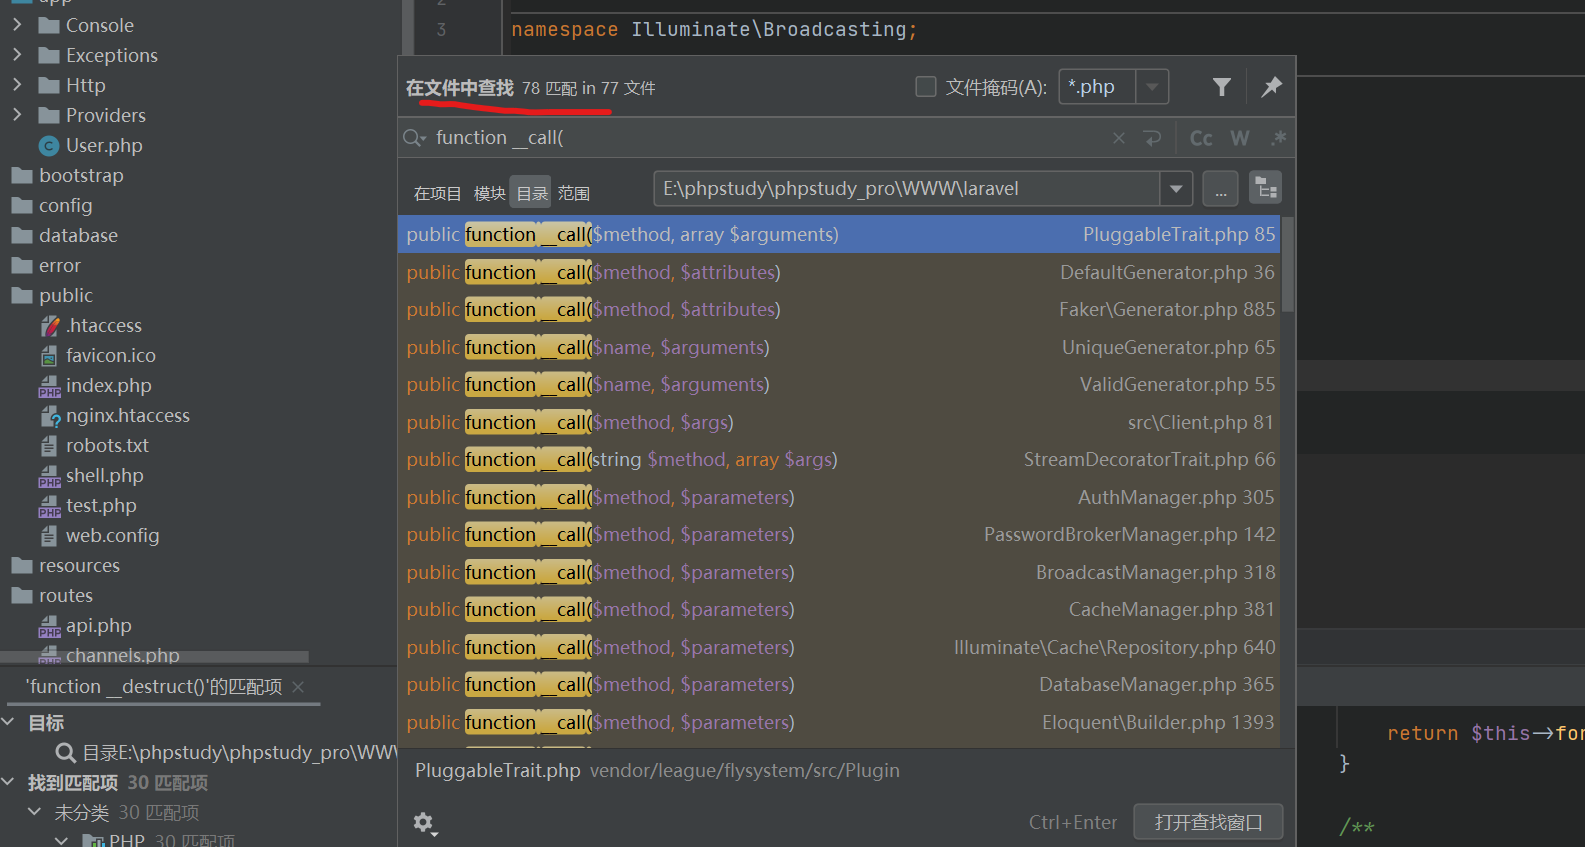 app
Console
Exceptions
Http
Providers
User.php
bootstrap
config
database
error
public
.htaccess
favicon.ico
index.php
nginx.htaccess
robots.txt
shell.php
test.php
web.config
resources
routes
api.php
channels.php
2
3 namespace Illuminate\Broadcasting;
在文件中查找 78 匹配 in 77 文件 文件掩码(A): *.php
function __call( Cc W .*
在项目 模块 目录 范围 E:\phpstudy\phpstudy_pro\WWW\laravel ...
public function __call($method, array $arguments) PluggableTrait.php 85
public function __call($method, $attributes) DefaultGenerator.php 36
public function __call($method, $attributes) Faker\Generator.php 885
public function __call($name, $arguments) UniqueGenerator.php 65
public function __call($name, $arguments) ValidGenerator.php 55
public function __call($method, $args) src\Client.php 81
public function __call(string $method, array $args) StreamDecoratorTrait.php 66
public function __call($method, $parameters) AuthManager.php 305
public function __call($method, $parameters) PasswordBrokerManager.php 142
public function __call($method, $parameters) BroadcastManager.php 318
public function __call($method, $parameters) CacheManager.php 381
public function __call($method, $parameters) Illuminate\Cache\Repository.php 640
public function __call($method, $parameters) DatabaseManager.php 365
public function __call($method, $parameters) Eloquent\Builder.php 1393
PluggableTrait.php vendor/league/flysystem/src/Plugin
Ctrl+Enter 打开查找窗口
'function __destruct()'的匹配项
目标
目录E:\phpstudy\phpstudy_pro\WW
找到匹配项 30 匹配项
未分类 30 匹配项
PHP 30 匹配项
return $this->for
}
/**